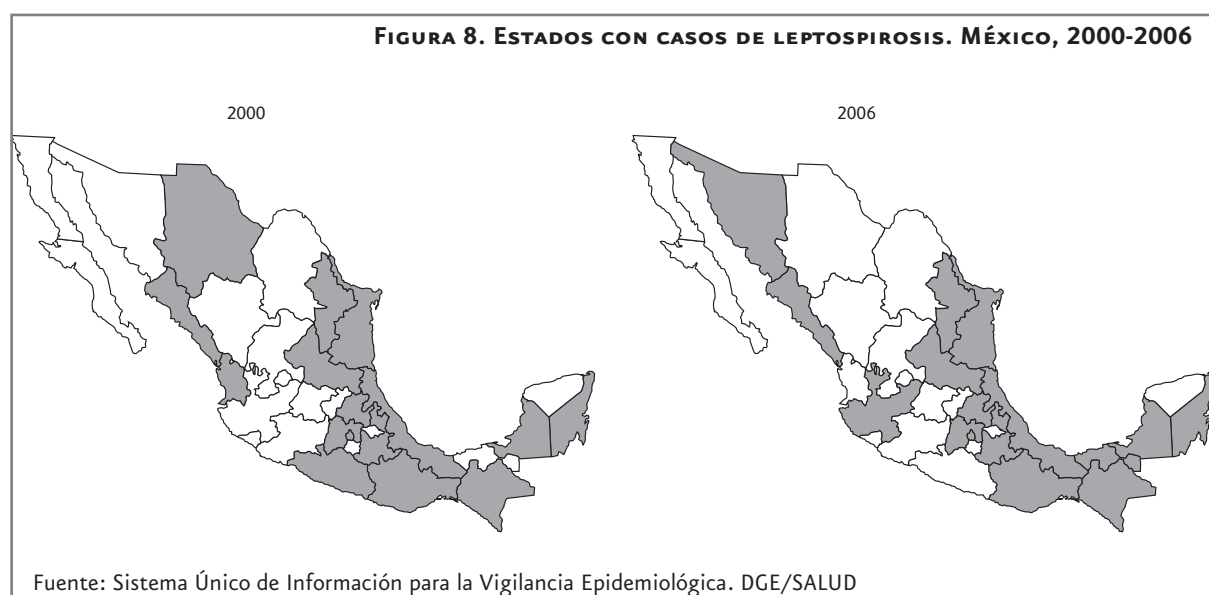 FIGURA 8. ESTADOS CON CASOS DE LEPTOSPIROSIS. MÉXICO, 2000-2006
2000
2006
Fuente: Sistema Único de Información para la Vigilancia Epidemiológica. DGE/SALUD